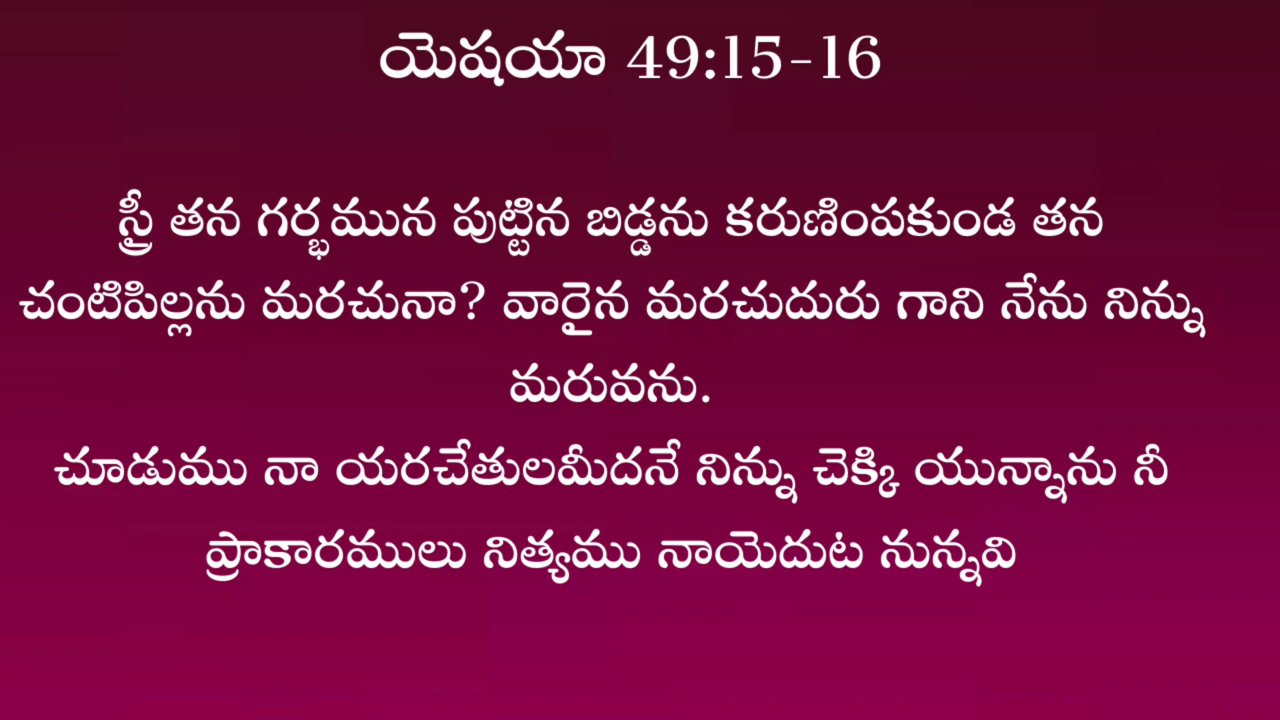 యెషయా 49:15-16
స్త్రీ తన గర్భమున పుట్టిన బిడ్డను కరుణింపకుండ తన
చంటిపిల్లను మరచునా? వారైన మరచుదురు గాని నేను నిన్ను
మరువను.
చూడుము నా యరచేతులమీదనే నిన్ను చెక్కి యున్నాను నీ
ప్రాకారములు నిత్యము నాయెదుట నున్నవి